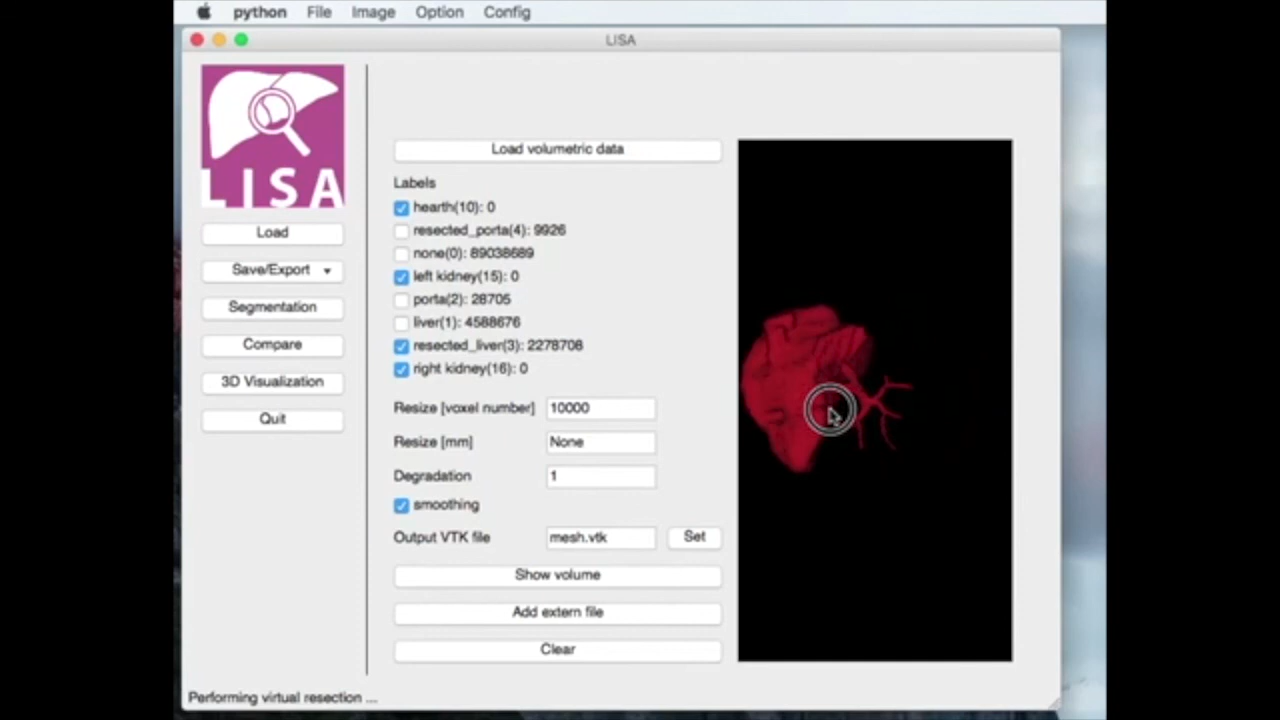 python File Image Option Config
LISA
LISA
Load
Save/Export
Segmentation
Compare
3D Visualization
Quit
Load volumetric data
Labels
hearth(10): 0
resected_porta(4): 9926
none(0): 89038689
left kidney(15): 0
porta(2): 28705
liver(1): 4588676
resected_liver(3): 2278708
right kidney(16): 0
Resize [voxel number] 10000
Resize [mm] None
Degradation 1
smoothing
Output VTK file mesh.vtk Set
Show volume
Add extern file
Clear
Performing virtual resection ...